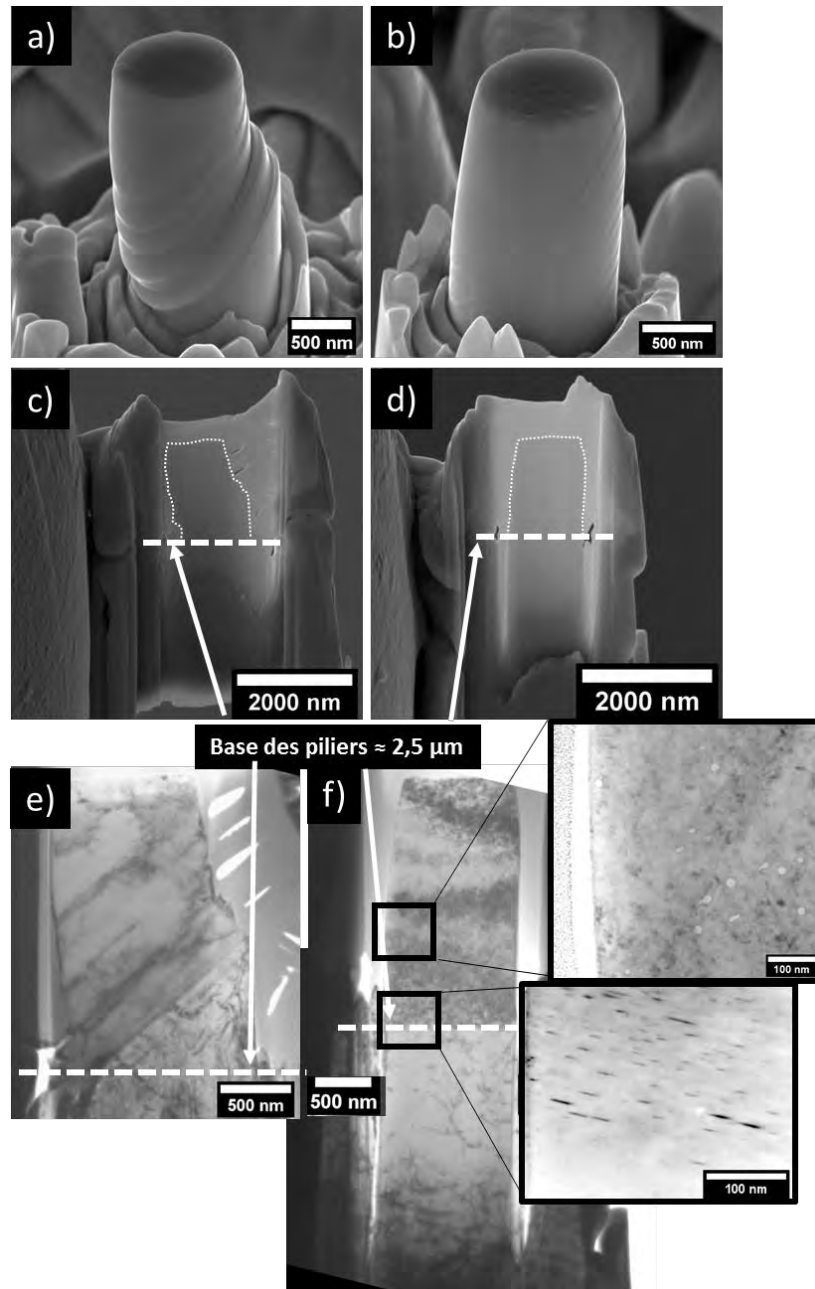 a)
b)
500 nm
500 nm
c)
d)
2000 nm
2000 nm
Base des piliers ≈ 2,5 µm
e)
f)
100 nm
500 nm
500 nm
100 nm